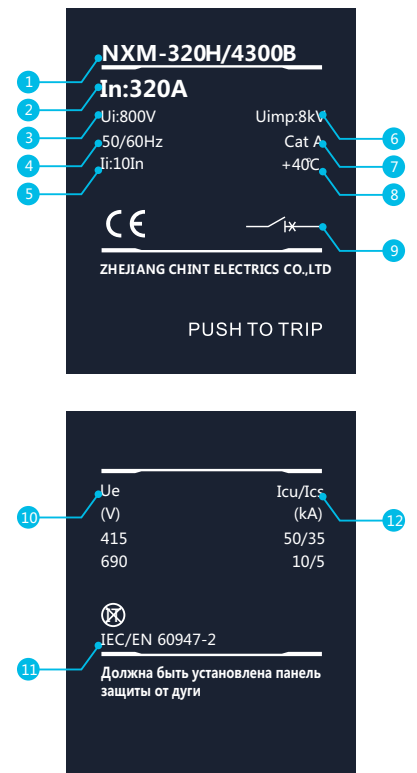 NXM-320H/4300B
1
In:320A
2
Ui:800V Uimp:8kV
3 6
50/60Hz Cat A
4 7
Ii:10In +40℃
5 8
CE
9
ZHEJIANG CHINT ELECTRICS CO.,LTD
PUSH TO TRIP
Ue Icu/Ics
10 12
(V) (kA)
415 50/35
690 10/5
IT
IEC/EN 60947-2
11
Должна быть установлена панель
защиты от дуги